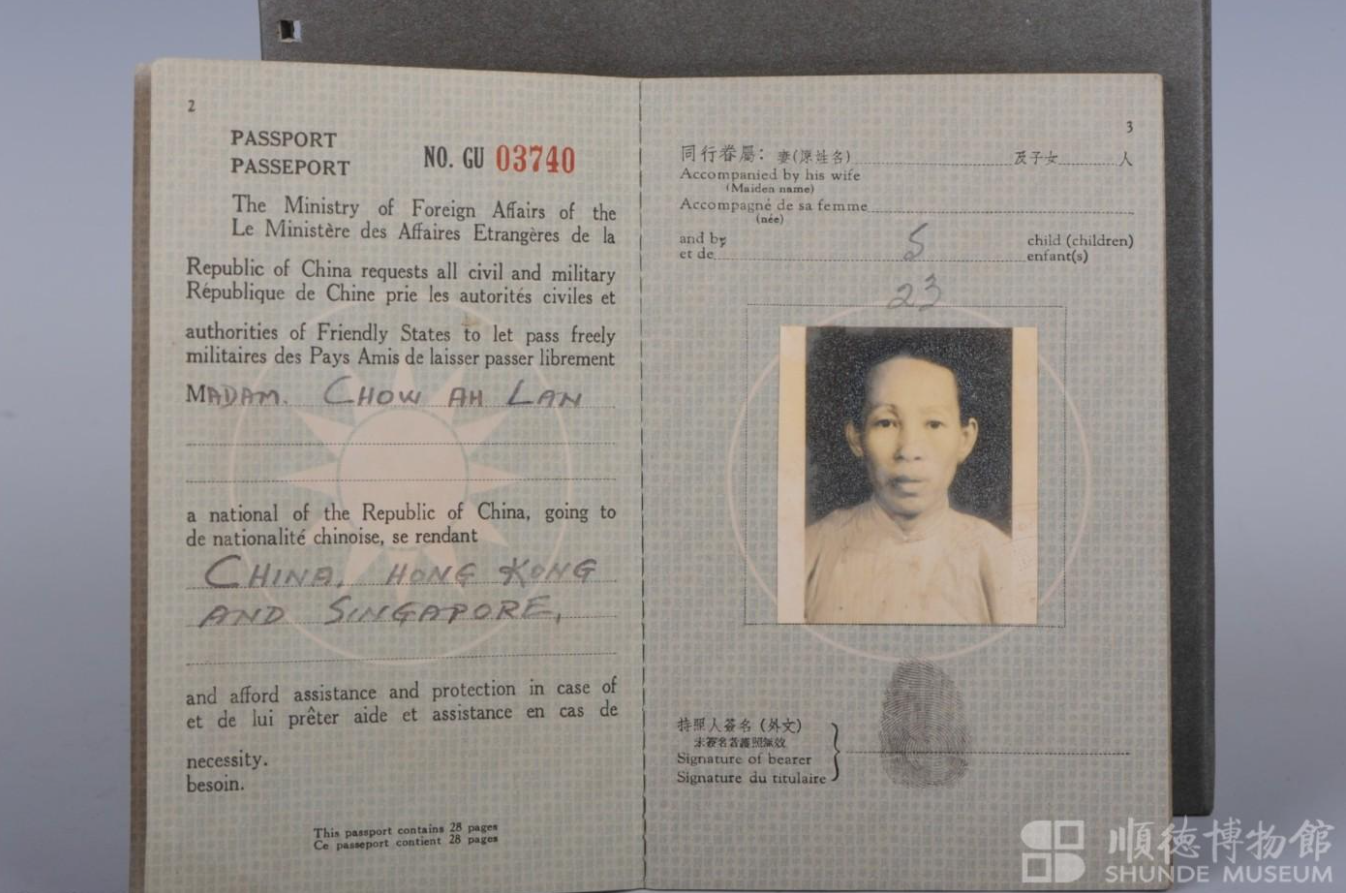 2
PASSPORT
PASSEPORT
NO. GU 03740
The Ministry of Foreign Affairs of the
Le Ministère des Affaires Etrangères de la
Republic of China requests all civil and military
République de Chine prie les autorités civiles et
authorities of Friendly States to let pass freely
militaires des Pays Amis de laisser passer librement
MADAM. CHOW AH LAN
a national of the Republic of China, going to
de nationalité chinoise, se rendant
CHINA, HONG KONG
AND SINGAPORE,
and afford assistance and protection in case of
et de lui prêter aide et assistance en cas de
necessity.
besoin.
This passport contains 28 pages
Ce passeport contient 28 pages
3
同行眷屬：妻(原姓名) 及子女 人
Accompanied by his wife
(Maiden name)
Accompagné de sa femme
(née)
and by child (children)
et de enfant(s)
23
持照人簽名 (外文)
未簽名者護照無效
Signature of bearer
Signature du titulaire
順德博物館
SHUNDE MUSEUM